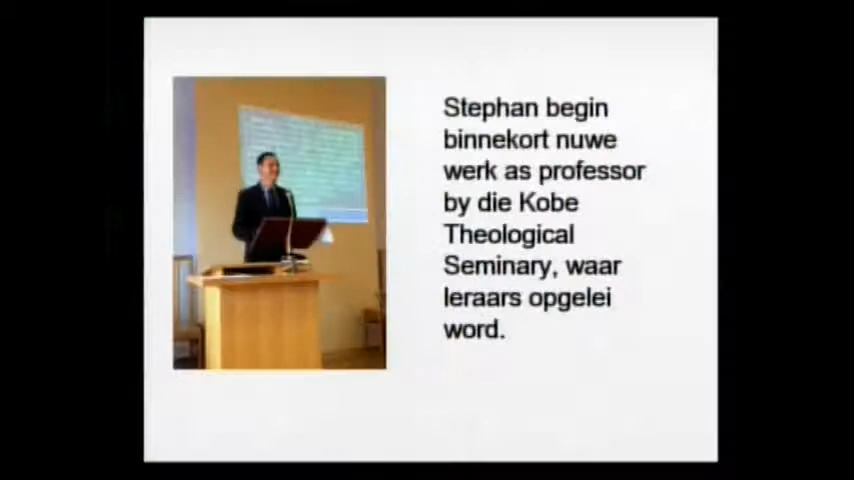 Stephan begin
binnekort nuwe
werk as professor
by die Kobe
Theological
Seminary, waar
leraars opgelei
word.